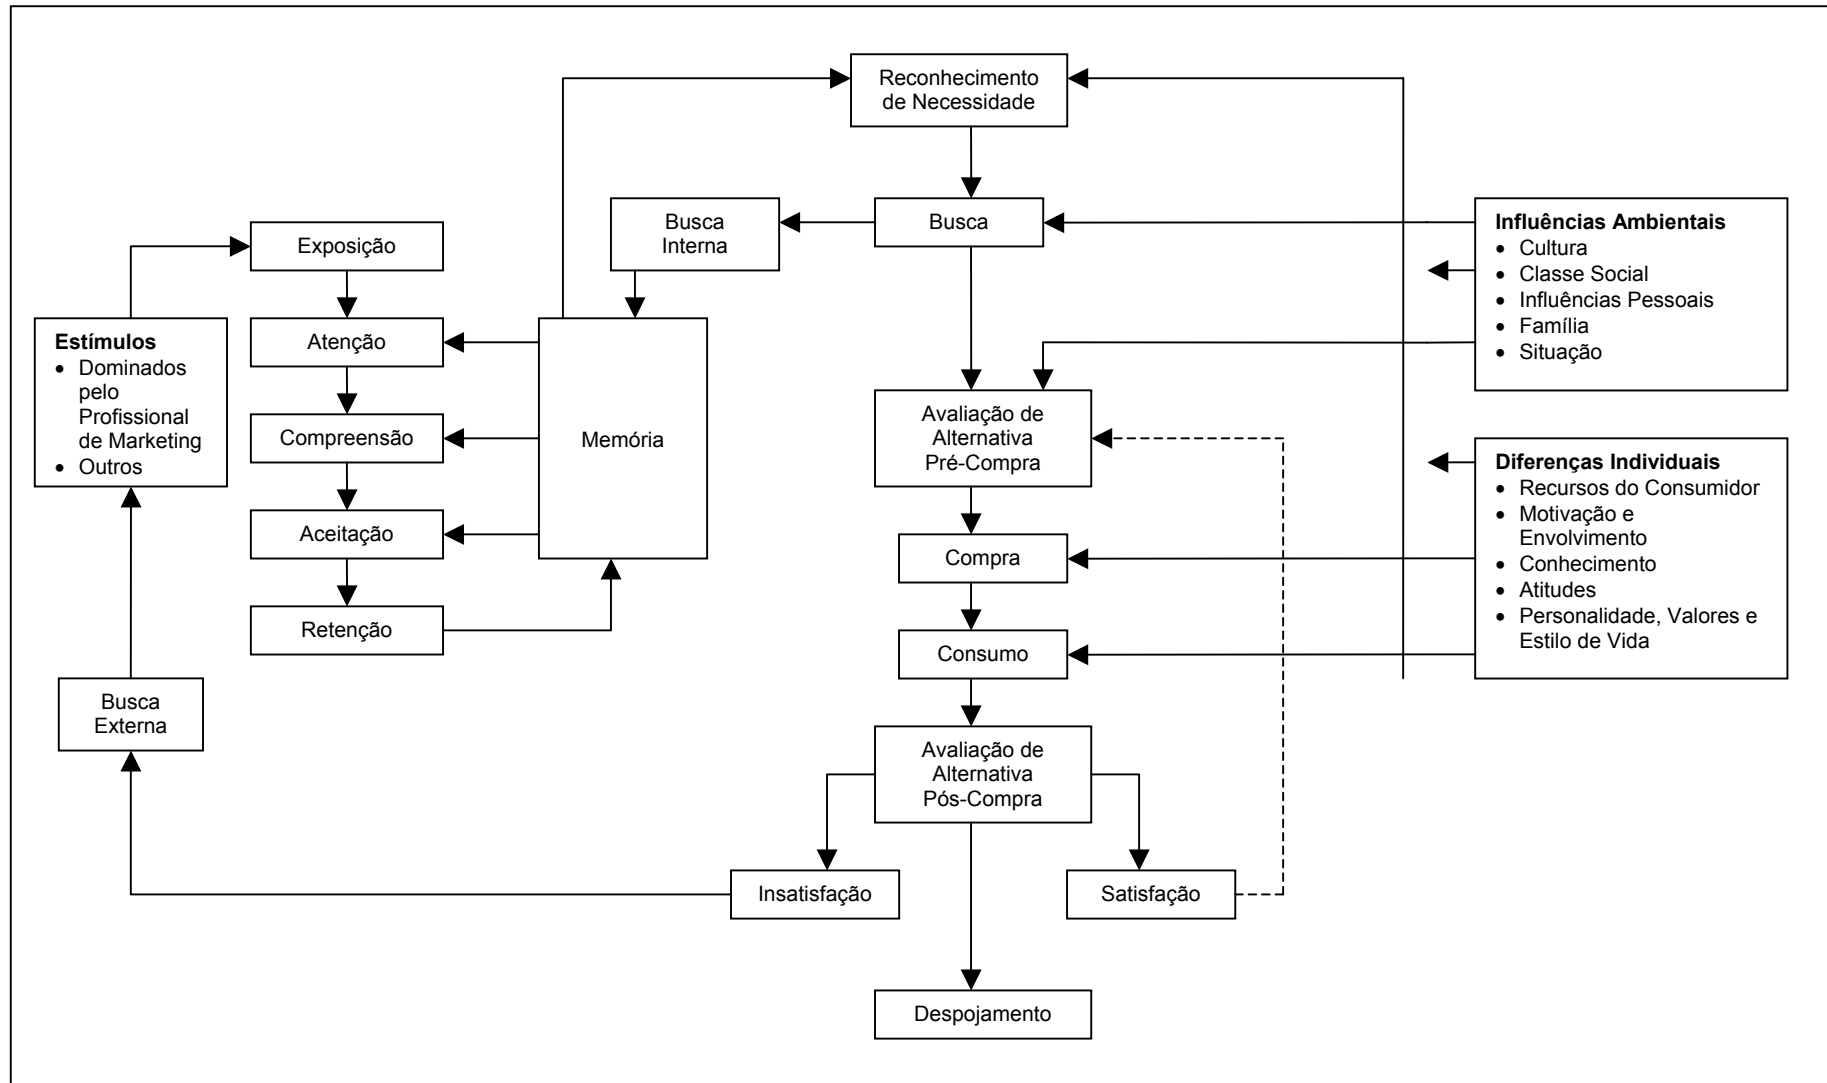 Reconhecimento
de Necessidade
Busca
Interna
Busca
Exposição
Influências Ambientais
• Cultura
• Classe Social
• Influências Pessoais
• Família
• Situação
Estímulos
• Dominados
pelo
Profissional
de Marketing
• Outros
Atenção
Compreensão
Aceitação
Retenção
Memória
Avaliação de
Alternativa
Pré-Compra
Diferenças Individuais
• Recursos do Consumidor
• Motivação e
Envolvimento
• Conhecimento
• Atitudes
• Personalidade, Valores e
Estilo de Vida
Compra
Consumo
Busca
Externa
Avaliação de
Alternativa
Pós-Compra
Insatisfação
Satisfação
Despojamento